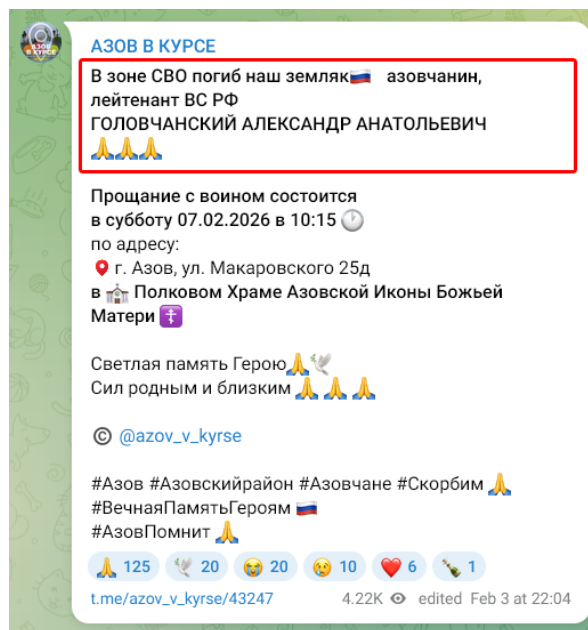 АЗОВ В КУРСЕ
В зоне СВО погиб наш земляк🇷🇺 азовчанин,
лейтенант ВС РФ
ГОЛОВЧАНСКИЙ АЛЕКСАНДР АНАТОЛЬЕВИЧ
🙏🙏🙏
Прощание с воином состоится
в субботу 07.02.2026 в 10:15 🕐
по адресу:
📍 г. Азов, ул. Макаровского 25д
в ⛪ Полковом Храме Азовской Иконы Божьей
Матери ☦️
Светлая память Герою🙏🕊
Сил родным и близким 🙏 🙏 🙏
© @azov_v_kyrse
#Азов #Азовскийрайон #Азовчане #Скорбим 🙏
#ВечнаяПамятьГероям 🇷🇺
#АзовПомнит 🙏
🙏 125 🕊 20 😭 20 😢 10 ❤️ 6 🍾 1
t.me/azov_v_kyrse/43247 4.22K edited Feb 3 at 22:04